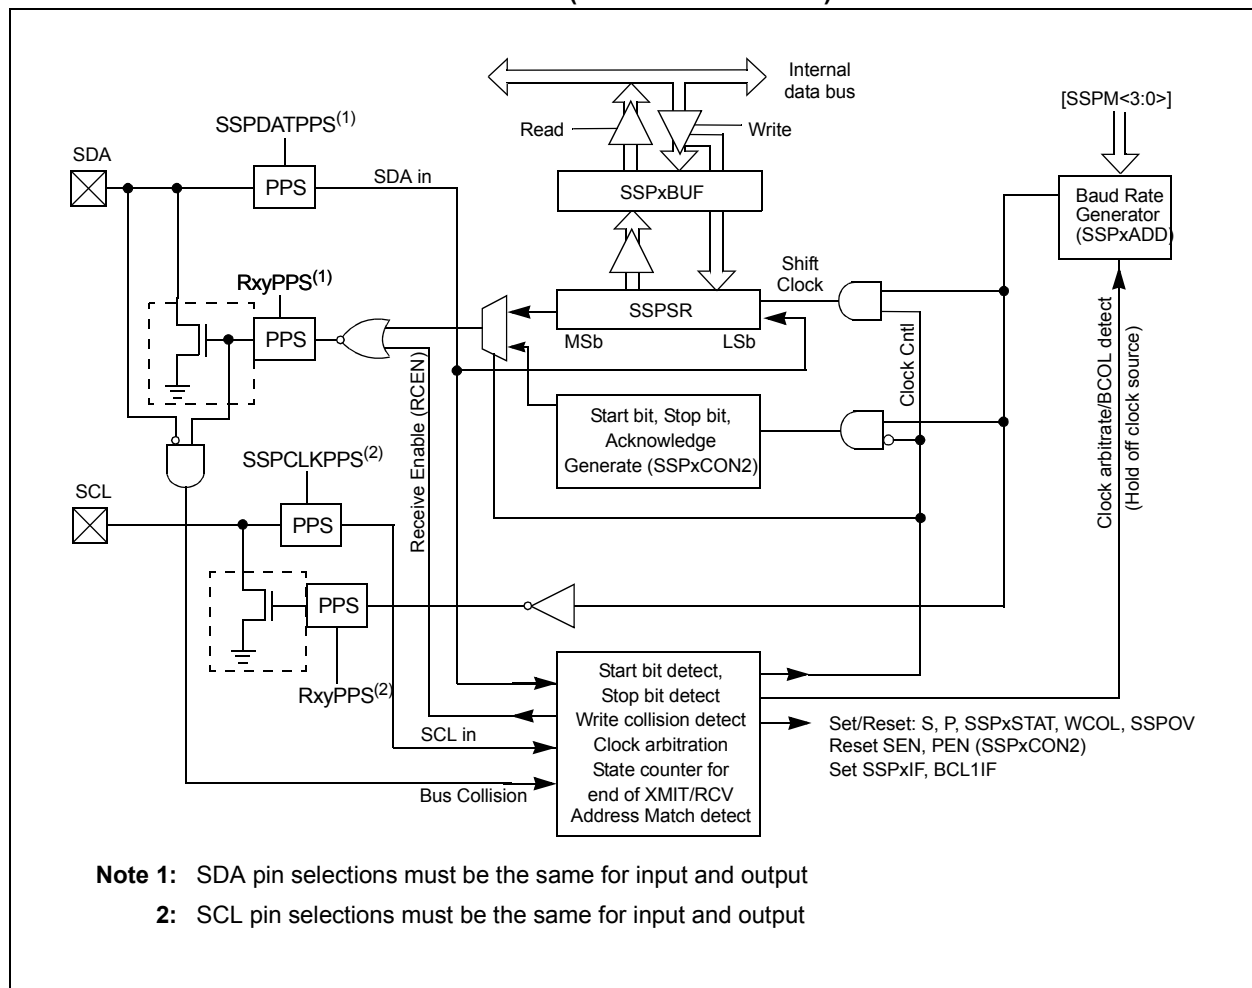 Internal
data bus
[SSPM<3:0>]
SSPDATPPS(1)
Read
Write
SDA
PPS
SDA in
SSPxBUF
Baud Rate
Generator
(SSPxADD)
Shift
Clock
RxyPPS(1)
SSPSR
PPS
MSb
LSb
Clock Cntl
Receive Enable (RCEN)
Clock arbitrate/BCOL detect
(Hold off clock source)
Start bit, Stop bit,
Acknowledge
Generate (SSPxCON2)
SSPCLKPPS(2)
SCL
PPS
PPS
RxyPPS(2)
Start bit detect,
Stop bit detect
Write collision detect
Clock arbitration
State counter for
end of XMIT/RCV
Address Match detect
SCL in
Bus Collision
Set/Reset: S, P, SSPxSTAT, WCOL, SSPOV
Reset SEN, PEN (SSPxCON2)
Set SSPxIF, BCL1IF
Note 1: SDA pin selections must be the same for input and output
2: SCL pin selections must be the same for input and output